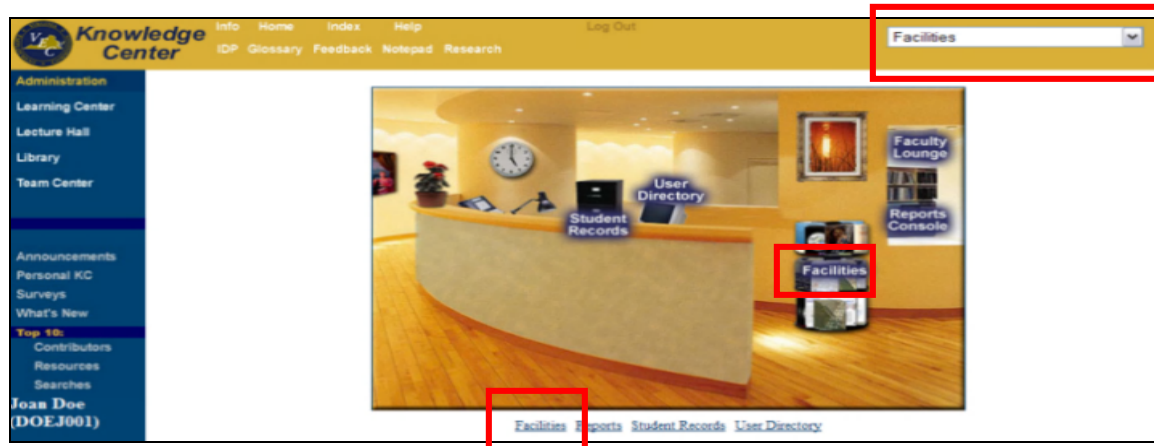 VEC
Knowledge
Center
Info Home Index Help
IDP Glossary Feedback Notepad Research
Log Out
Facilities
Administration
Learning Center
Lecture Hall
Library
Team Center
Announcements
Personal KC
Surveys
What's New
Top 10:
Contributors
Resources
Searches
Joan Doe
(DOEJ001)
Faculty
Lounge
User
Directory
Student
Records
Reports
Console
Facilities
Facilities Reports Student Records User Directory